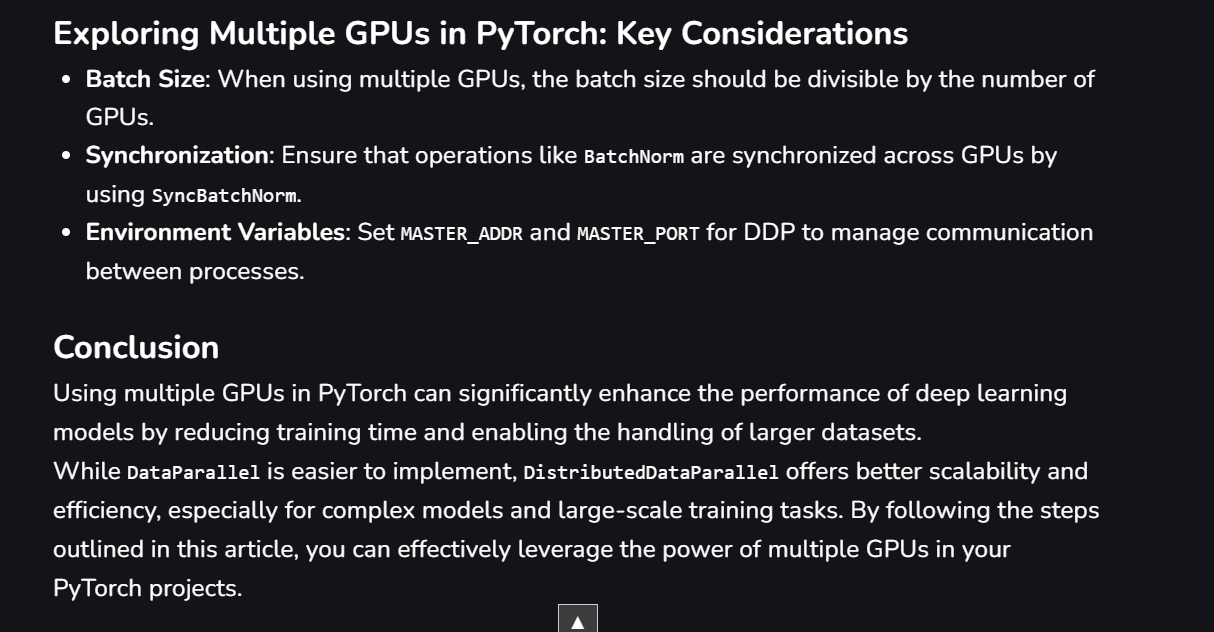 Exploring Multiple GPUs in PyTorch: Key Considerations
• Batch Size: When using multiple GPUs, the batch size should be divisible by the number of
GPUs.
• Synchronization: Ensure that operations like BatchNorm are synchronized across GPUs by
using SyncBatchNorm.
• Environment Variables: Set MASTER_ADDR and MASTER_PORT for DDP to manage communication
between processes.
Conclusion
Using multiple GPUs in PyTorch can significantly enhance the performance of deep learning
models by reducing training time and enabling the handling of larger datasets.
While DataParallel is easier to implement, DistributedDataParallel offers better scalability and
efficiency, especially for complex models and large-scale training tasks. By following the steps
outlined in this article, you can effectively leverage the power of multiple GPUs in your
PyTorch projects.